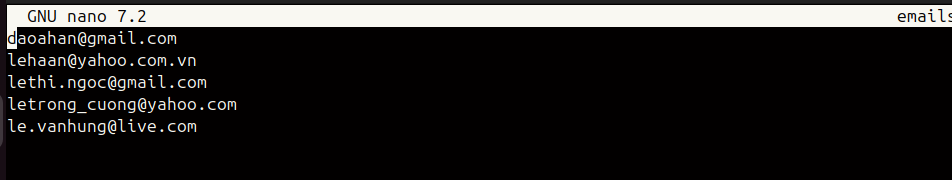 GNU nano 7.2 emails
daoahan@gmail.com
lehaan@yahoo.com.vn
lethi.ngoc@gmail.com
letrong_cuong@yahoo.com
le.vanhung@live.com